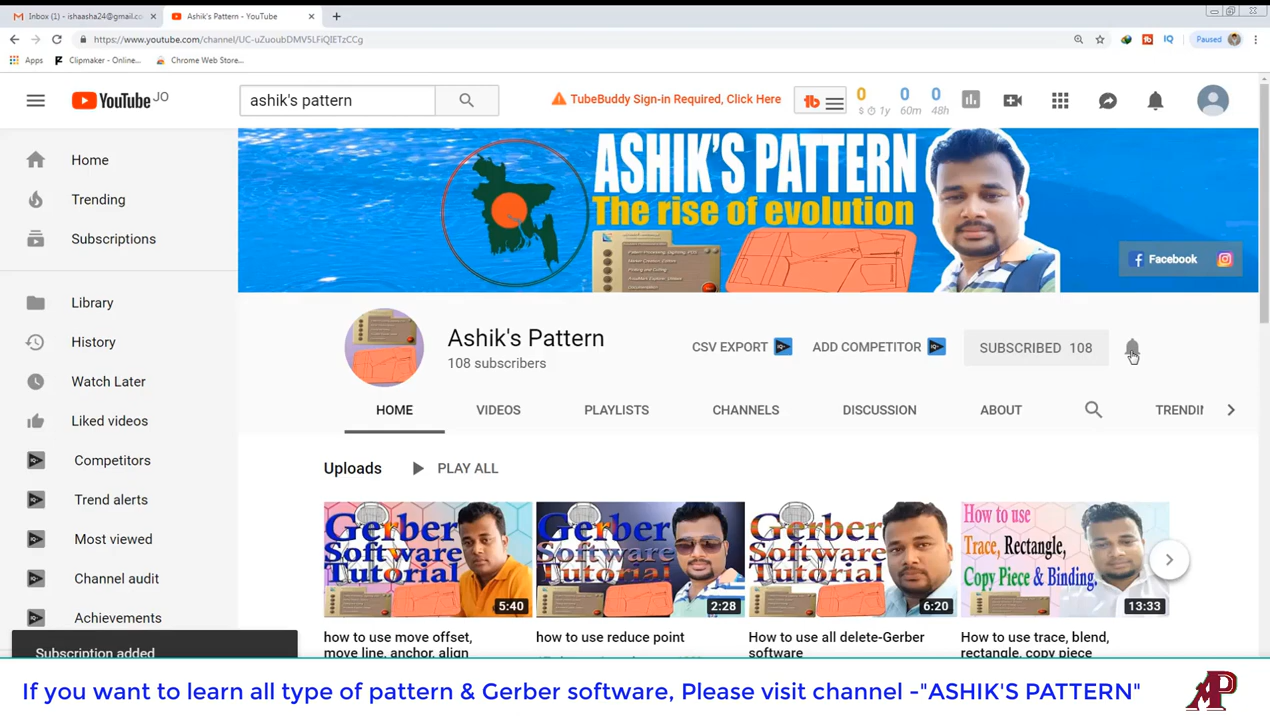 Inbox (1) - ishaasha24@gmail.co
Ashik's Pattern - YouTube
https://www.youtube.com/channel/UC-uZuoubDMV5LFiQIETzCCg
Paused
Apps
Clipmaker - Online...
Chrome Web Store...
YouTube JO
ashik's pattern
TubeBuddy Sign-in Required, Click Here
tb
0 0 0
$ 1y 60m 48h
Home
Trending
Subscriptions
Library
History
Watch Later
Liked videos
Competitors
Trend alerts
Most viewed
Channel audit
Achievements
Subscription added
ASHIK'S PATTERN
The rise of evolution
Facebook
Ashik's Pattern
108 subscribers
CSV EXPORT
ADD COMPETITOR
SUBSCRIBED 108
HOME VIDEOS PLAYLISTS CHANNELS DISCUSSION ABOUT TRENDIN
Uploads PLAY ALL
Gerber
Software
Tutorial
5:40
Gerber
Software
Tutorial
2:28
Gerber
Software
Tutorial
6:20
How to use
Trace, Rectangle,
Copy Piece & Binding.
13:33
how to use move offset,
move line, anchor, align
how to use reduce point
How to use all delete-Gerber
software
How to use trace, blend,
rectangle, copy piece
If you want to learn all type of pattern & Gerber software, Please visit channel -"ASHIK'S PATTERN"
AP